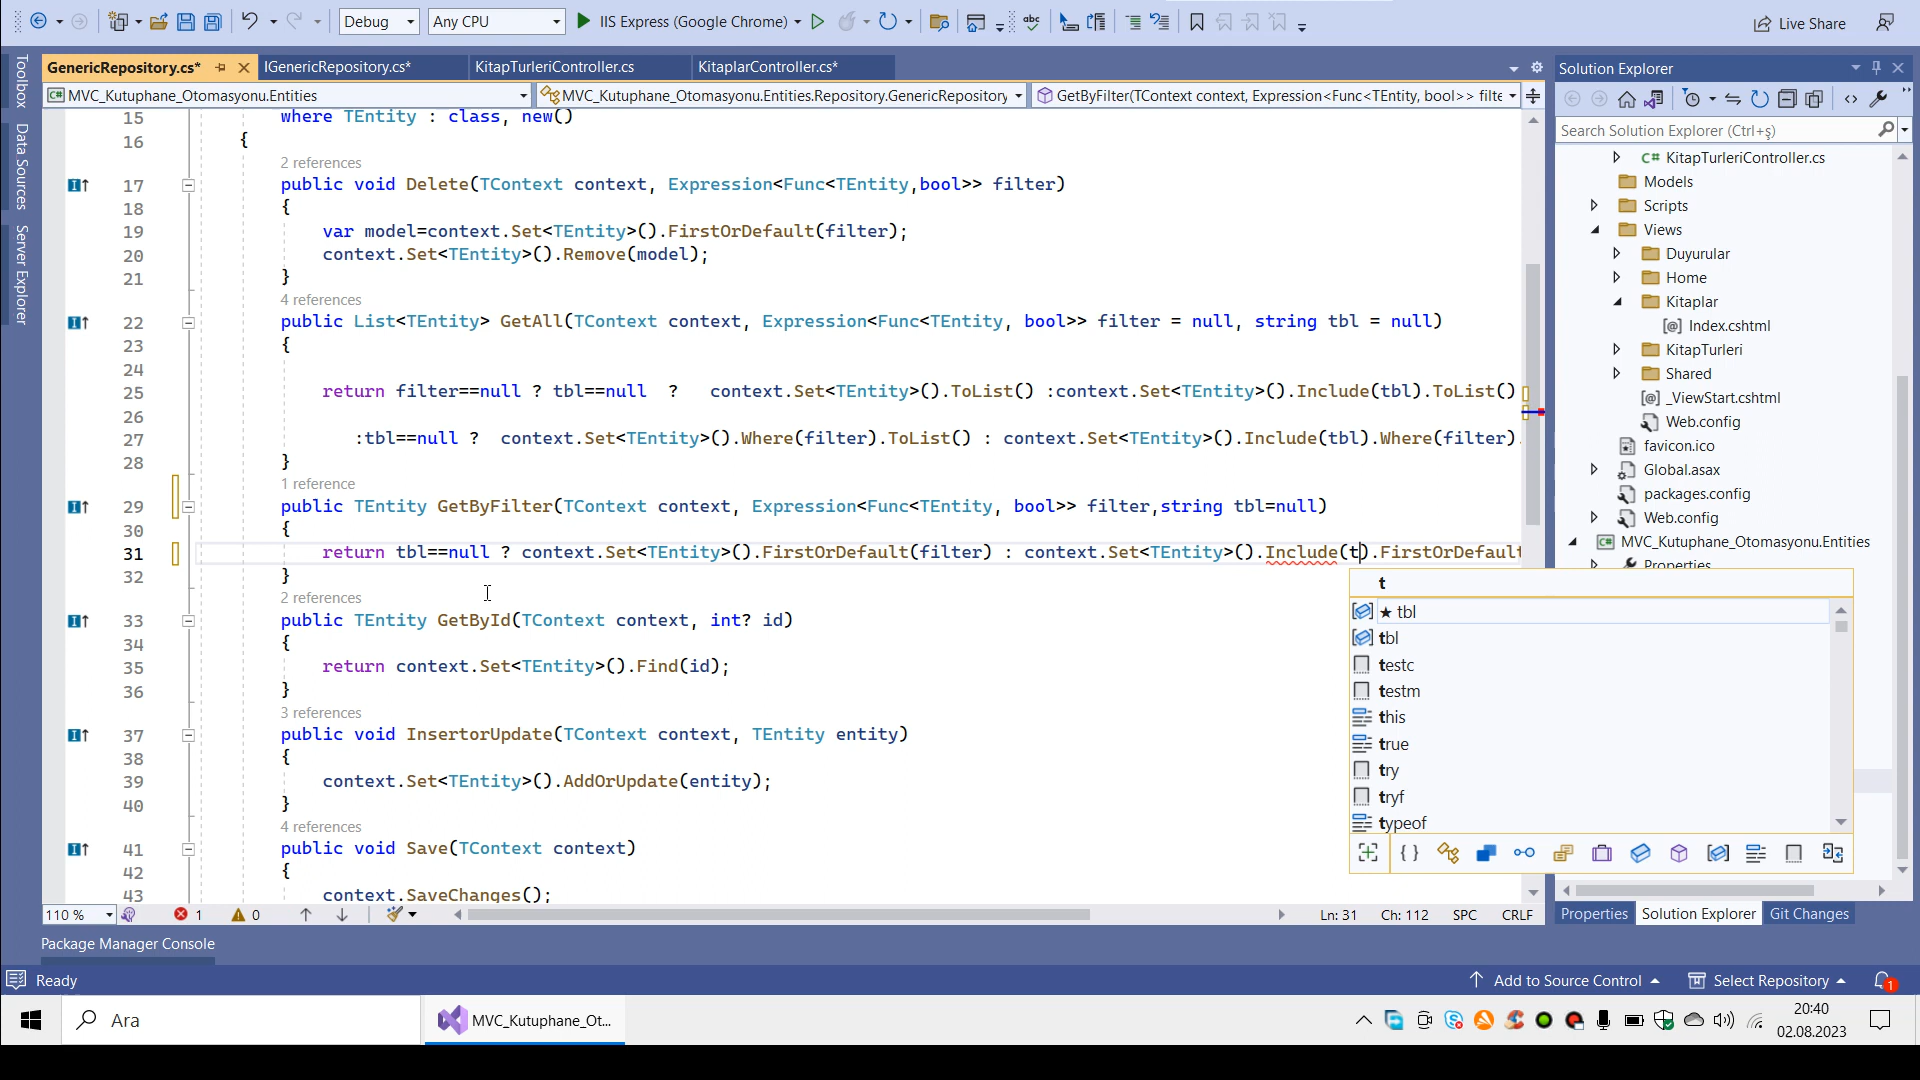 Debug
Any CPU
IIS Express (Google Chrome)
Live Share
Toolbox
Data Sources
Server Explorer
GenericRepository.cs*
IGenericRepository.cs*
KitapTurleriController.cs
KitaplarController.cs*
MVC_Kutuphane_Otomasyonu.Entities
MVC_Kutuphane_Otomasyonu.Entities.Repository.GenericRepository
GetByFilter(TContext context, Expression<Func<TEntity, bool>> filte
15 where TEntity : class, new()
16 {
2 references
17 public void Delete(TContext context, Expression<Func<TEntity,bool>> filter)
18 {
19 var model=context.Set<TEntity>().FirstOrDefault(filter);
20 context.Set<TEntity>().Remove(model);
21 }
4 references
22 public List<TEntity> GetAll(TContext context, Expression<Func<TEntity, bool>> filter = null, string tbl = null)
23 {
24
25 return filter==null ? tbl==null ? context.Set<TEntity>().ToList() :context.Set<TEntity>().Include(tbl).ToList()
26
27 :tbl==null ? context.Set<TEntity>().Where(filter).ToList() : context.Set<TEntity>().Include(tbl).Where(filter).
28 }
1 reference
29 public TEntity GetByFilter(TContext context, Expression<Func<TEntity, bool>> filter,string tbl=null)
30 {
31 return tbl==null ? context.Set<TEntity>().FirstOrDefault(filter) : context.Set<TEntity>().Include(t).FirstOrDefault
32 }
2 references
33 public TEntity GetById(TContext context, int? id)
34 {
35 return context.Set<TEntity>().Find(id);
36 }
3 references
37 public void InsertorUpdate(TContext context, TEntity entity)
38 {
39 context.Set<TEntity>().AddOrUpdate(entity);
40 }
4 references
41 public void Save(TContext context)
42 {
43 context.SaveChanges();
t
★ tbl
tbl
testc
testm
this
true
try
tryf
typeof
110 %
1
0
Ln: 31
Ch: 112
SPC
CRLF
Solution Explorer
Search Solution Explorer (Ctrl+ş)
C# KitapTurleriController.cs
Models
Scripts
Views
Duyurular
Home
Kitaplar
Index.cshtml
KitapTurleri
Shared
_ViewStart.cshtml
Web.config
favicon.ico
Global.asax
packages.config
Web.config
MVC_Kutuphane_Otomasyonu.Entities
Properties
Properties
Solution Explorer
Git Changes
Package Manager Console
Ready
Add to Source Control
Select Repository
1
Ara
MVC_Kutuphane_Ot...
20:40
02.08.2023